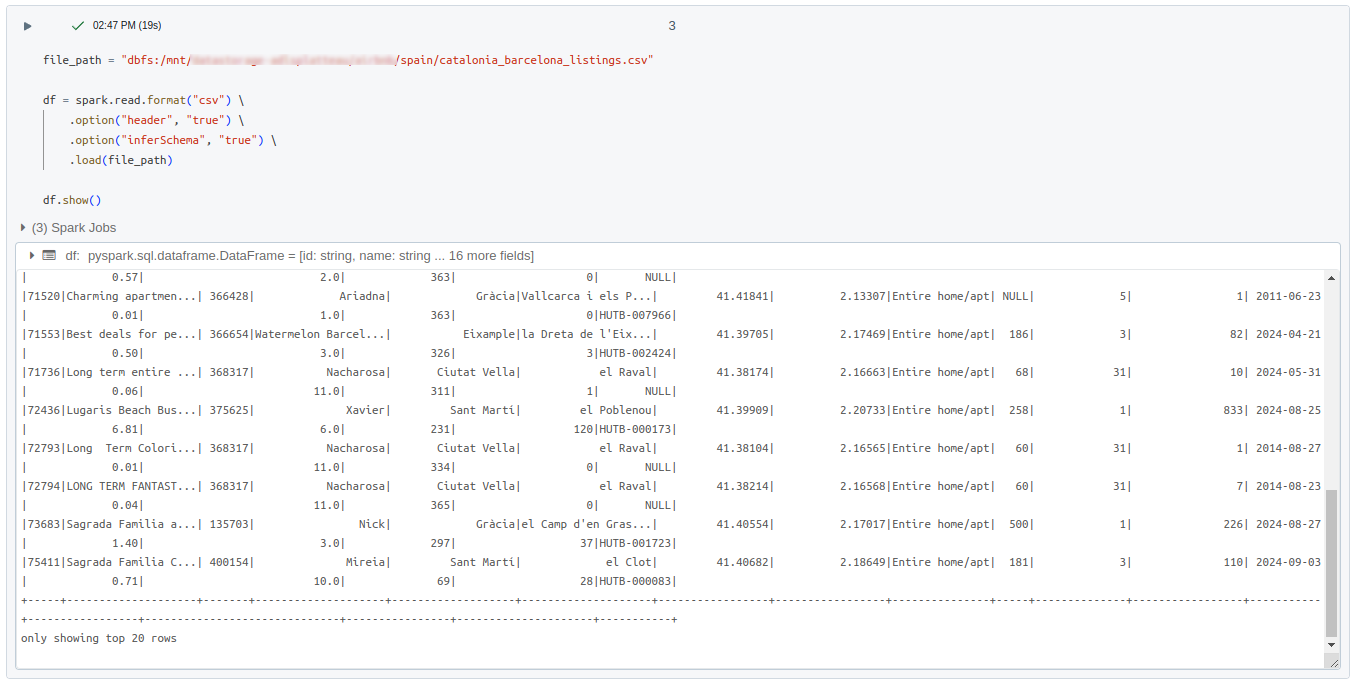 02:47 PM (19s)
3
file_path = "dbfs:/mnt/ /spain/catalonia_barcelona_listings.csv"
df = spark.read.format("csv") \
.option("header", "true") \
.option("inferSchema", "true") \
.load(file_path)
df.show()
(3) Spark Jobs
df: pyspark.sql.dataframe.DataFrame = [id: string, name: string ... 16 more fields]
| 0.57| 2.0| 363| 0| NULL|
|71520|Charming apartmen...| 366428| Ariadna| Gràcia|Vallcarca i els P...| 41.41841| 2.13307|Entire home/apt| NULL| 5| 1| 2011-06-23
| 0.01| 1.0| 363| 0|HUTB-007966|
|71553|Best deals for pe...| 366654|Watermelon Barcel...| Eixample|la Dreta de l'Eix...| 41.39705| 2.17469|Entire home/apt| 186| 3| 82| 2024-04-21
| 0.50| 3.0| 326| 3|HUTB-002424|
|71736|Long term entire ...| 368317| Nacharosa| Ciutat Vella| el Raval| 41.38174| 2.16663|Entire home/apt| 68| 31| 10| 2024-05-31
| 0.06| 11.0| 311| 1| NULL|
|72436|Lugaris Beach Bus...| 375625| Xavier| Sant Martí| el Poblenou| 41.39909| 2.20733|Entire home/apt| 258| 1| 833| 2024-08-25
| 6.81| 6.0| 231| 120|HUTB-000173|
|72793|Long  Term Colori...| 368317| Nacharosa| Ciutat Vella| el Raval| 41.38104| 2.16565|Entire home/apt| 60| 31| 1| 2014-08-27
| 0.01| 11.0| 334| 0| NULL|
|72794|LONG TERM FANTAST...| 368317| Nacharosa| Ciutat Vella| el Raval| 41.38214| 2.16568|Entire home/apt| 60| 31| 7| 2014-08-23
| 0.04| 11.0| 365| 0| NULL|
|73683|Sagrada Familia a...| 135703| Nick| Gràcia|el Camp d'en Gras...| 41.40554| 2.17017|Entire home/apt| 500| 1| 226| 2024-08-27
| 1.40| 3.0| 297| 37|HUTB-001723|
|75411|Sagrada Familia C...| 400154| Mireia| Sant Martí| el Clot| 41.40682| 2.18649|Entire home/apt| 181| 3| 110| 2024-09-03
| 0.71| 10.0| 69| 28|HUTB-000083|
+-----+--------------------+-------+--------------------+-------------------+--------------------+-----------------+-----------------+---------------+-----+--------------+-----------------+-----------
+-----------------+------------------------------+----------------+---------------------+-----------+
only showing top 20 rows